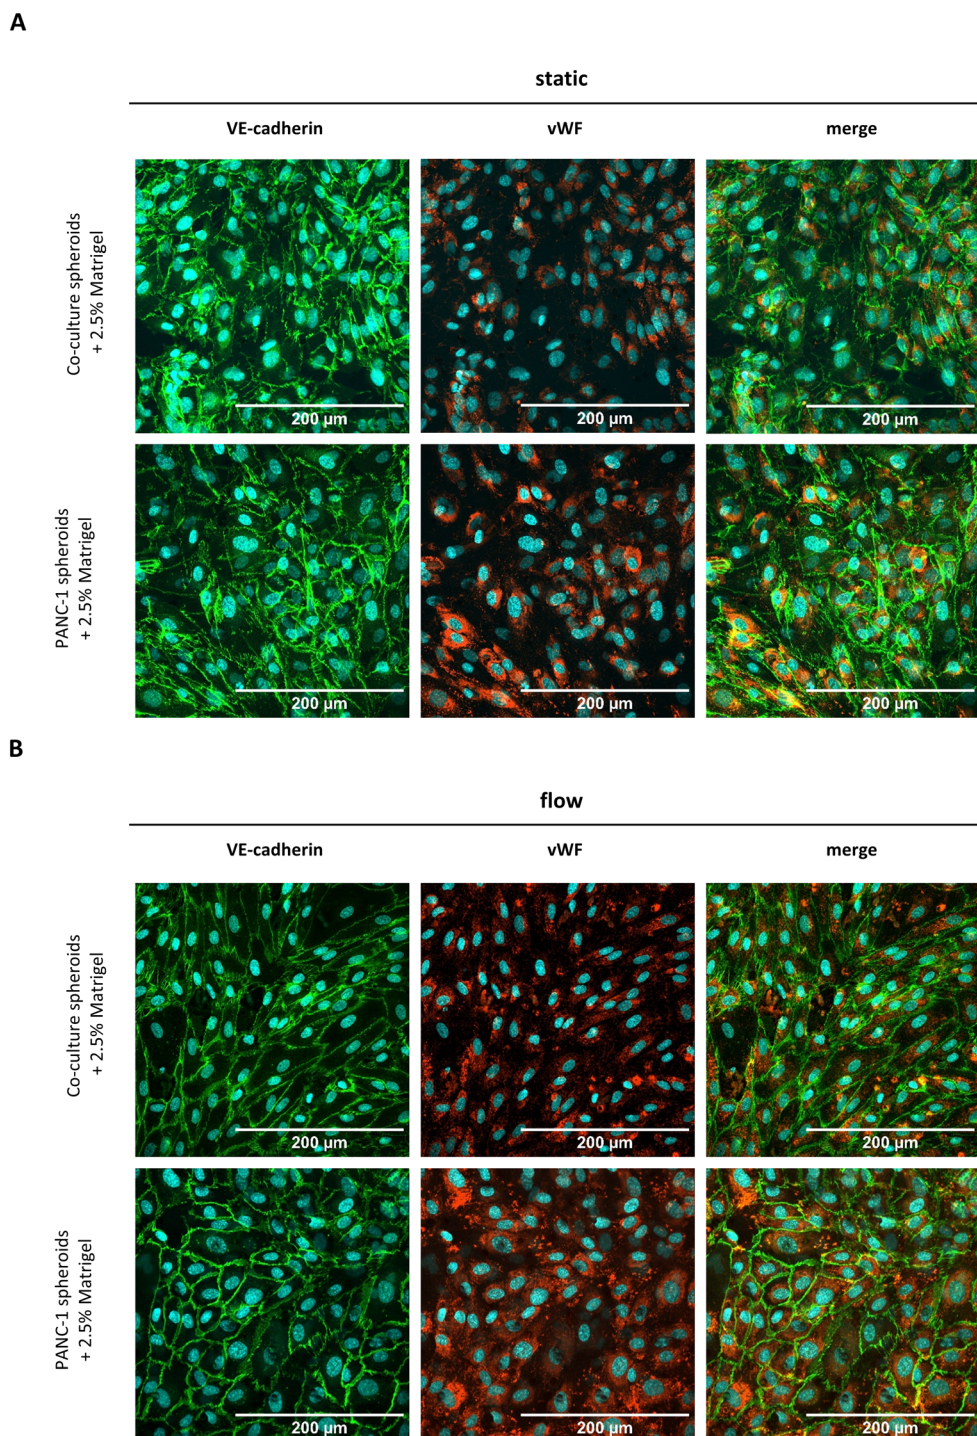 A
static
VE-cadherin
vWF
merge
Co-culture spheroids
+ 2.5% Matrigel
200 µm
200 µm
200 µm
PANC-1 spheroids
+ 2.5% Matrigel
200 µm
200 µm
200 µm
B
flow
VE-cadherin
vWF
merge
Co-culture spheroids
+ 2.5% Matrigel
200 µm
200 µm
200 µm
PANC-1 spheroids
+ 2.5% Matrigel
200 µm
200 µm
200 µm